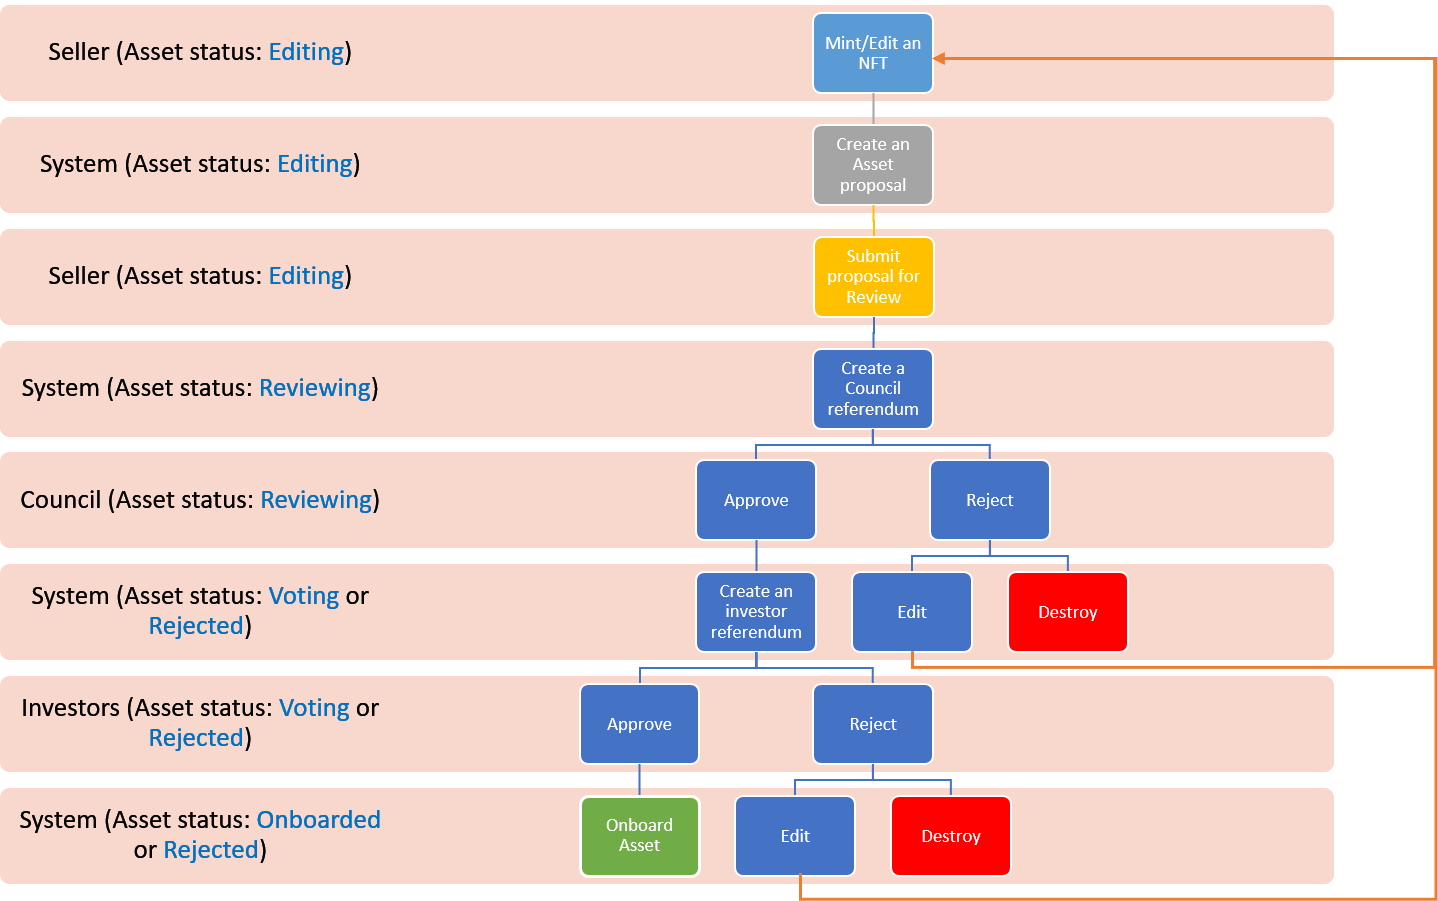 Seller (Asset status: Editing)
Mint/Edit an
NFT
System (Asset status: Editing)
Create an
Asset
proposal
Seller (Asset status: Editing)
Submit
proposal for
Review
System (Asset status: Reviewing)
Create a
Council
referendum
Council (Asset status: Reviewing)
Approve
Reject
System (Asset status: Voting or
Rejected)
Create an
investor
referendum
Edit
Destroy
Investors (Asset status: Voting or
Rejected)
Approve
Reject
System (Asset status: Onboarded
or Rejected)
Onboard
Asset
Edit
Destroy